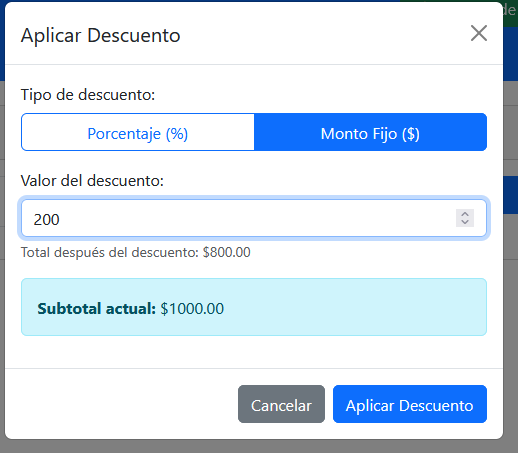 de
Aplicar Descuento
Tipo de descuento:
Porcentaje (%)
Monto Fijo ($)
Valor del descuento:
200
Total después del descuento: $800.00
Subtotal actual: $1000.00
Cancelar
Aplicar Descuento